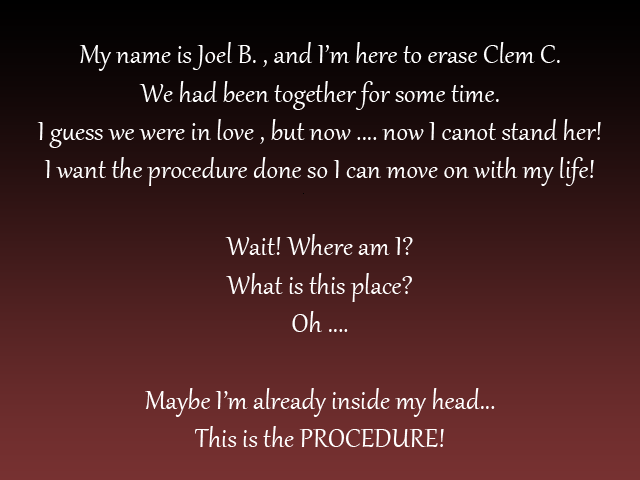 My name is Joel B. , and I'm here to erase Clem C.
We had been together for some time.
I guess we were in love , but now .... now I canot stand her!
I want the procedure done so I can move on with my life!
Wait! Where am I?
What is this place?
Oh ....
Maybe I'm already inside my head...
This is the PROCEDURE!